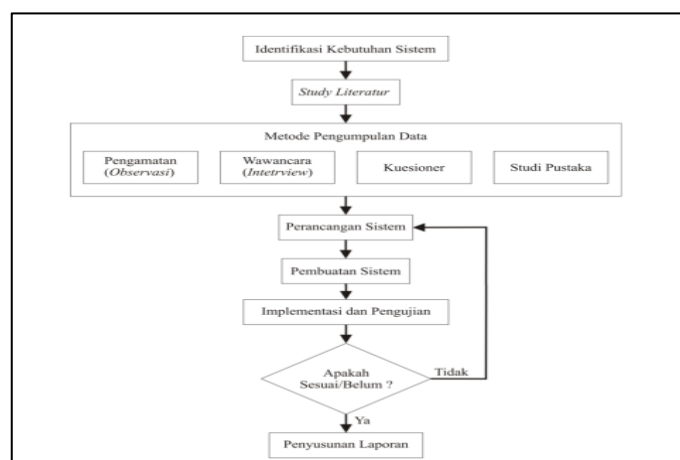 Identifikasi Kebutuhan Sistem
Study Literatur
Metode Pengumpulan Data
Pengamatan
(Observasi)
Wawancara
(Intetrview)
Kuesioner
Studi Pustaka
Perancangan Sistem
Pembuatan Sistem
Implementasi dan Pengujian
Apakah
Sesuai/Belum ?
Tidak
Ya
Penyusunan Laporan